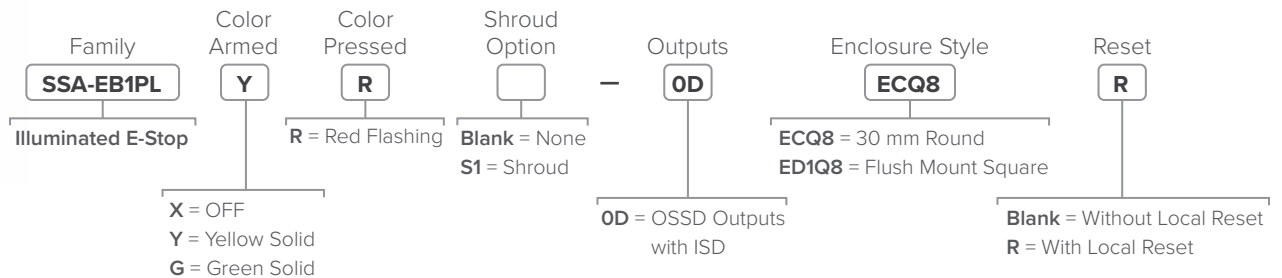 Family
Color
Armed
Color
Pressed
Shroud
Option
Outputs
Enclosure Style
Reset
SSA-EB1PL
Y
R
–
0D
ECQ8
R
Illuminated E-Stop
X = OFF
Y = Yellow Solid
G = Green Solid
R = Red Flashing
Blank = None
S1 = Shroud
0D = OSSD Outputs
with ISD
ECQ8 = 30 mm Round
ED1Q8 = Flush Mount Square
Blank = Without Local Reset
R = With Local Reset